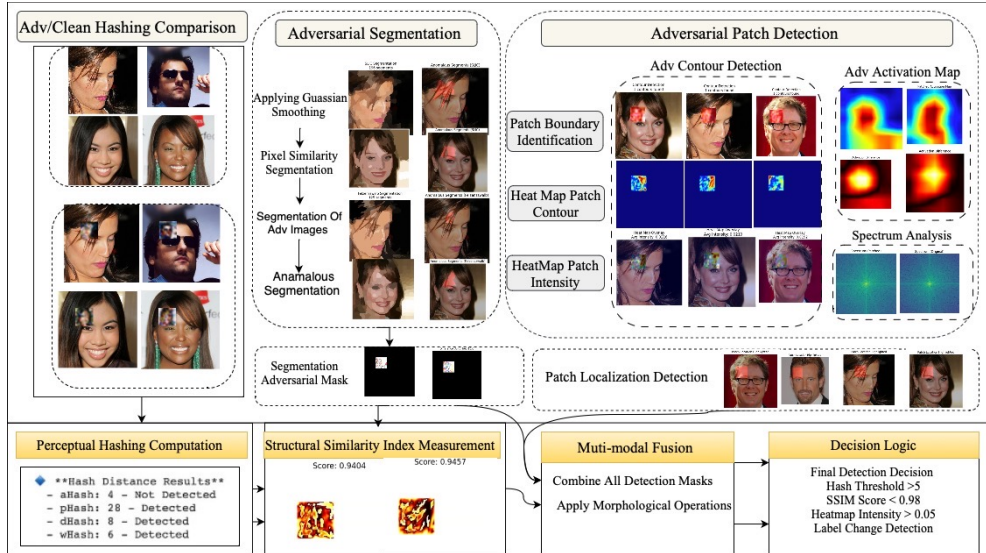 Adv/Clean Hashing Comparison
Adversarial Segmentation
Applying Guassian
Smoothing
Pixel Similarity
Segmentation
Segmentation Of
Adv Images
Anamalous
Segmentation
Adversarial Patch Detection
Adv Contour Detection
Adv Activation Map
Patch Boundary
Identification
Heat Map Patch
Contour
HeatMap Patch
Intensity
Spectrum Analysis
Segmentation
Adversarial Mask
Patch Localization Detection
Perceptual Hashing Computation
**Hash Distance Results**
- aHash: 4 - Not Detected
- pHash: 28 - Detected
- dHash: 8 - Detected
- wHash: 6 - Detected
Structural Similarity Index Measurement
Score: 0.9404
Score: 0.9457
Muti-modal Fusion
Combine All Detection Masks
Apply Morphological Operations
Decision Logic
Final Detection Decision
Hash Threshold >5
SSIM Score < 0.98
Heatmap Intensity > 0.05
Label Change Detection